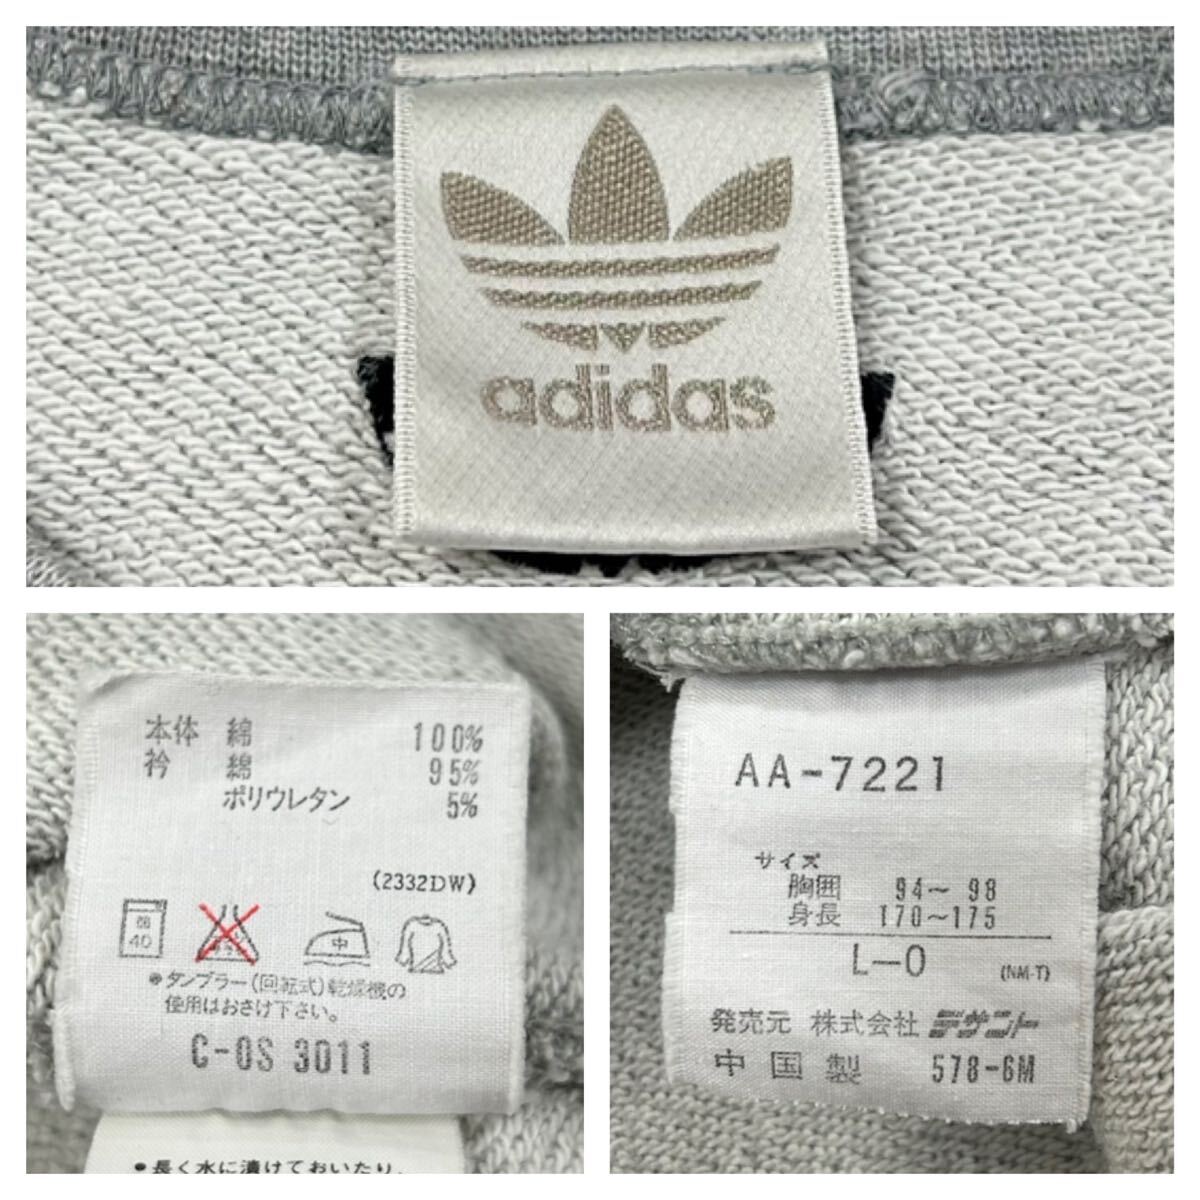 adidas
本体 綿 100%
衿 綿 95%
ポリウレタン 5%
(2332DW)
40
中
●タンブラー(回転式)乾燥機の
使用はおさけ下さい。
C-OS 3011
●長く水に漬けておいたり、
AA-7221
サイズ
胸囲 94～98
身長 170～175
L-O (NM-T)
発売元 株式会社デサント
中国製 578-6M